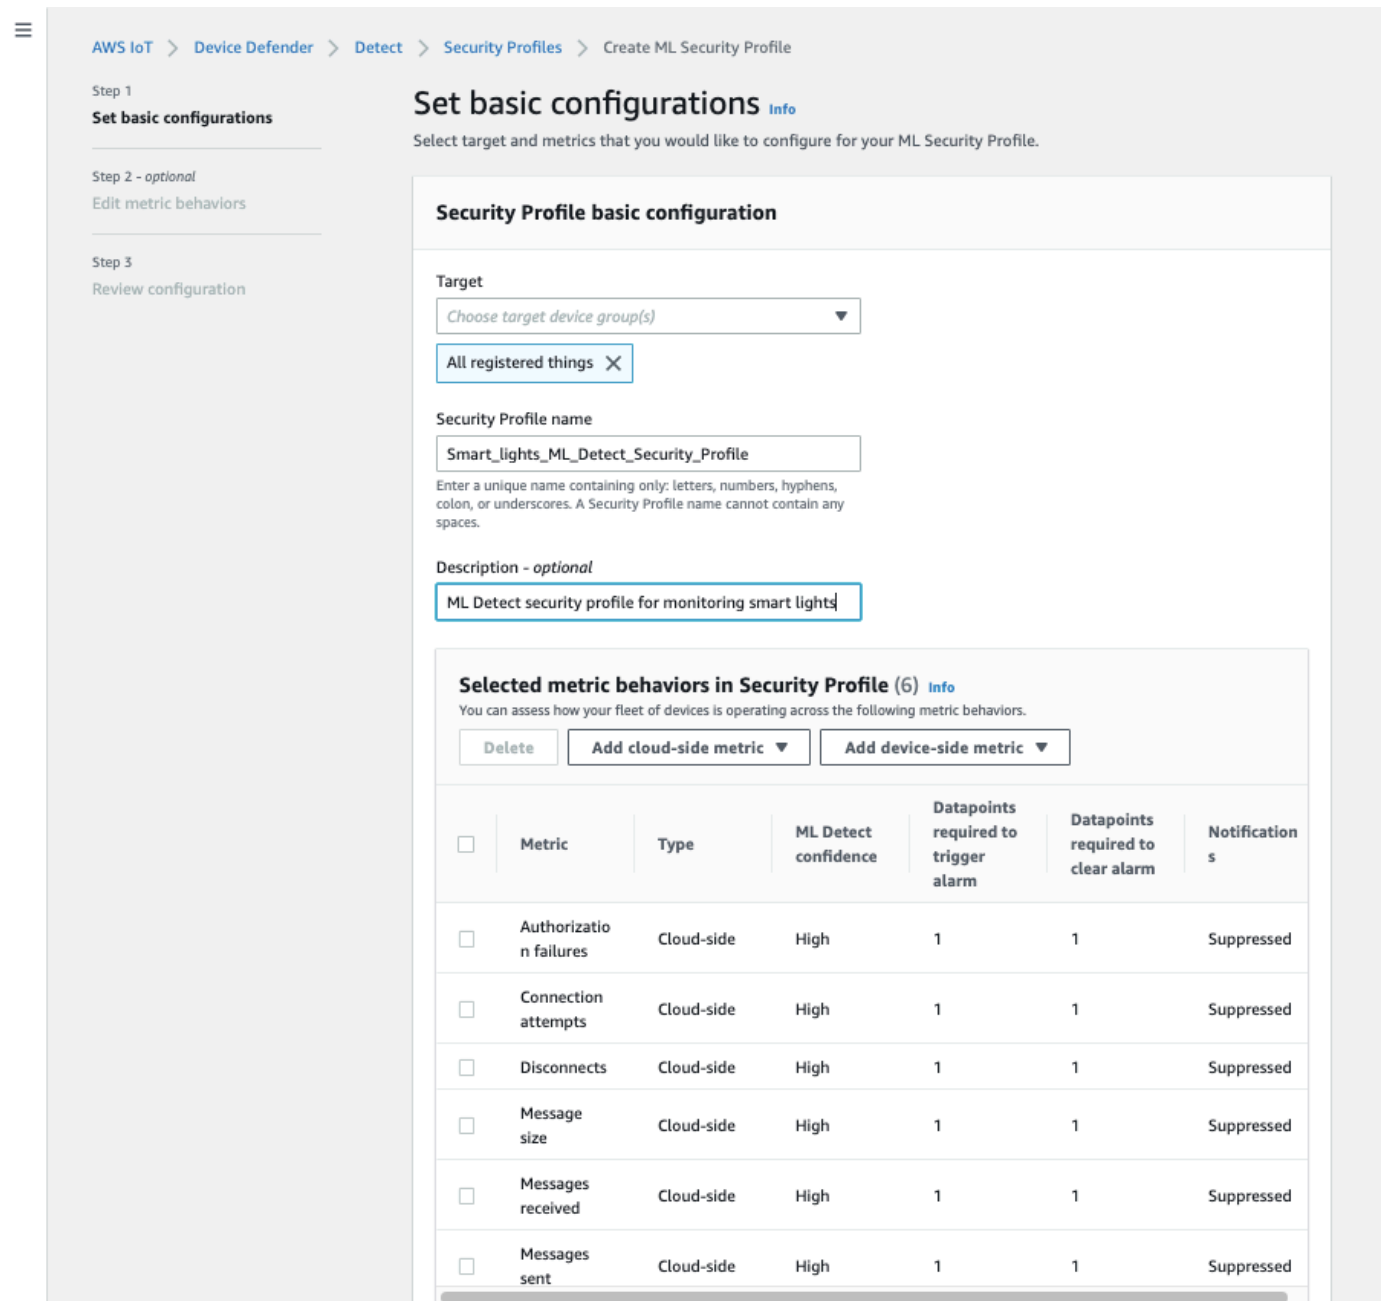 AWS IoT > Device Defender > Detect > Security Profiles > Create ML Security Profile
Step 1
Set basic configurations
Step 2 - optional
Edit metric behaviors
Step 3
Review configuration
Set basic configurations Info
Select target and metrics that you would like to configure for your ML Security Profile.
Security Profile basic configuration
Target
Choose target device group(s)
All registered things
Security Profile name
Smart_lights_ML_Detect_Security_Profile
Enter a unique name containing only: letters, numbers, hyphens,
colon, or underscores. A Security Profile name cannot contain any
spaces.
Description - optional
ML Detect security profile for monitoring smart lights
Selected metric behaviors in Security Profile (6) Info
You can assess how your fleet of devices is operating across the following metric behaviors.
Delete Add cloud-side metric Add device-side metric
Metric
Type
ML Detect
confidence
Datapoints
required to
trigger
alarm
Datapoints
required to
clear alarm
Notification
s
Authorizatio
n failures
Cloud-side High 1 1 Suppressed
Connection
attempts
Cloud-side High 1 1 Suppressed
Disconnects Cloud-side High 1 1 Suppressed
Message
size
Cloud-side High 1 1 Suppressed
Messages
received
Cloud-side High 1 1 Suppressed
Messages
sent
Cloud-side High 1 1 Suppressed